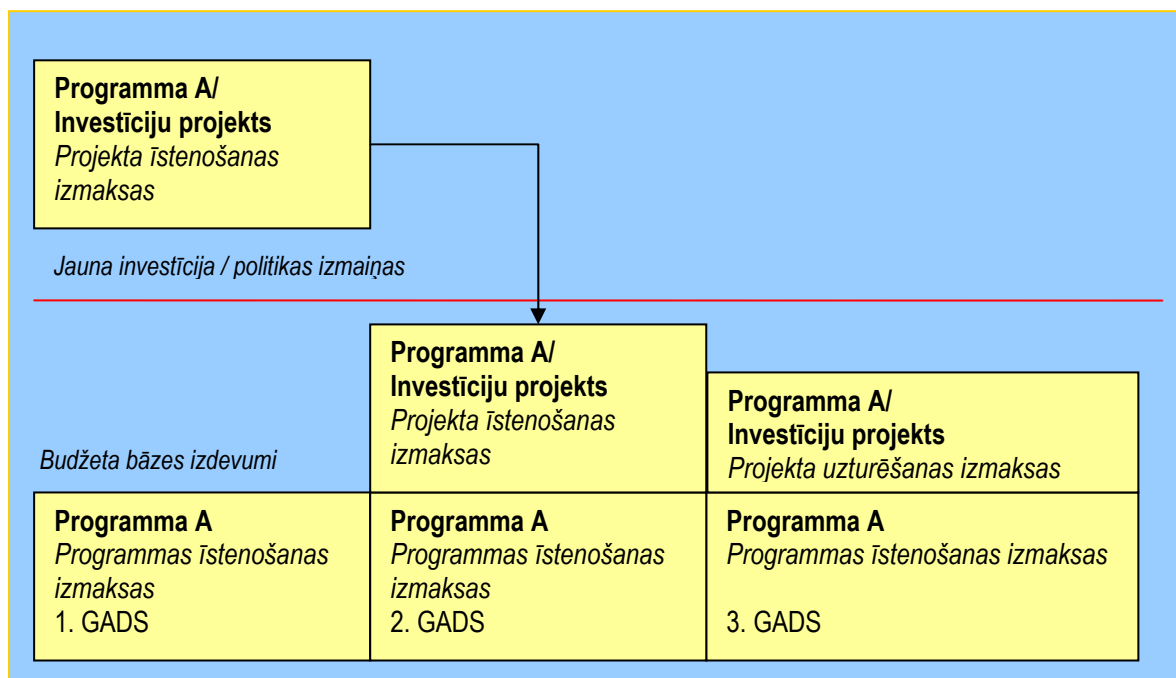 Programma A/
Investīciju projekts
Projekta īstenošanas
izmaksas
Jauna investīcija / politikas izmaiņas
Programma A/
Investīciju projekts
Projekta īstenošanas
izmaksas
Programma A/
Investīciju projekts
Projekta uzturēšanas izmaksas
Budžeta bāzes izdevumi
Programma A
Programmas īstenošanas
izmaksas
1. GADS
Programma A
Programmas īstenošanas
izmaksas
2. GADS
Programma A
Programmas īstenošanas izmaksas
3. GADS